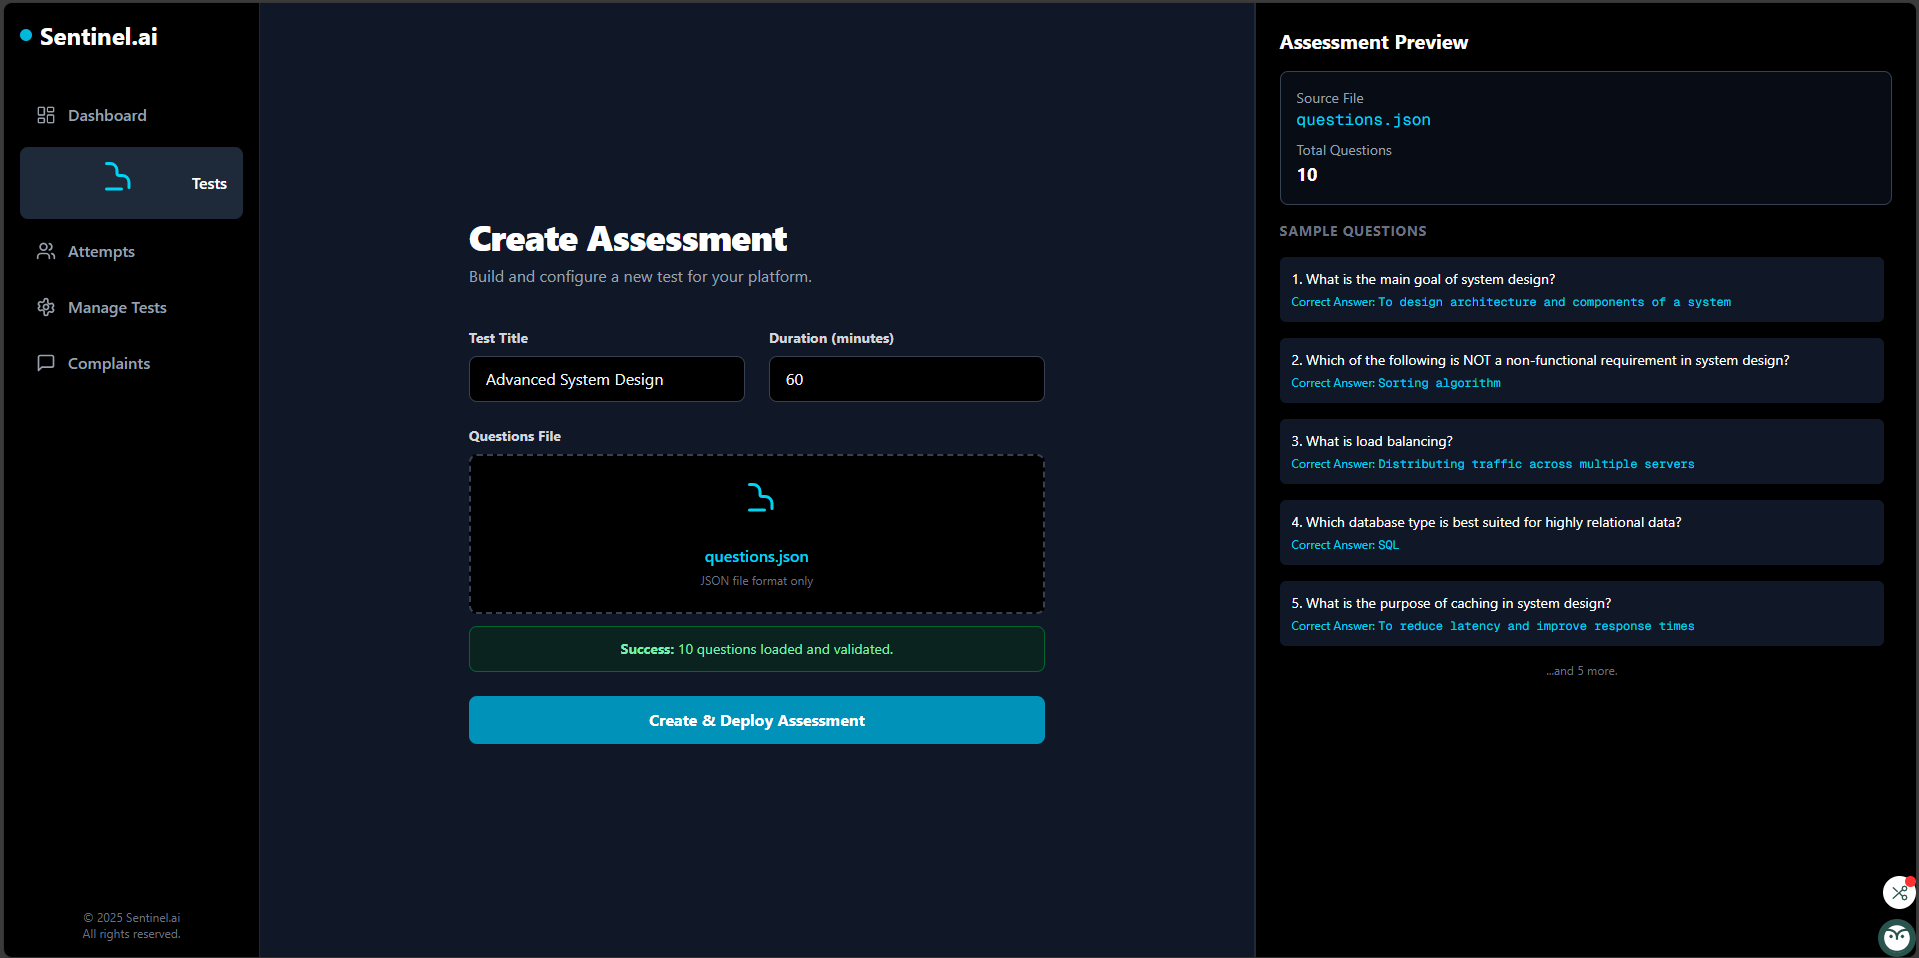 Sentinel.ai
Dashboard
Tests
Attempts
Manage Tests
Complaints
© 2025 Sentinel.ai
All rights reserved.
Create Assessment
Build and configure a new test for your platform.
Test Title
Advanced System Design
Duration (minutes)
60
Questions File
questions.json
JSON file format only
Success: 10 questions loaded and validated.
Create & Deploy Assessment
Assessment Preview
Source File
questions.json
Total Questions
10
SAMPLE QUESTIONS
1. What is the main goal of system design?
Correct Answer: To design architecture and components of a system
2. Which of the following is NOT a non-functional requirement in system design?
Correct Answer: Sorting algorithm
3. What is load balancing?
Correct Answer: Distributing traffic across multiple servers
4. Which database type is best suited for highly relational data?
Correct Answer: SQL
5. What is the purpose of caching in system design?
Correct Answer: To reduce latency and improve response times
...and 5 more.